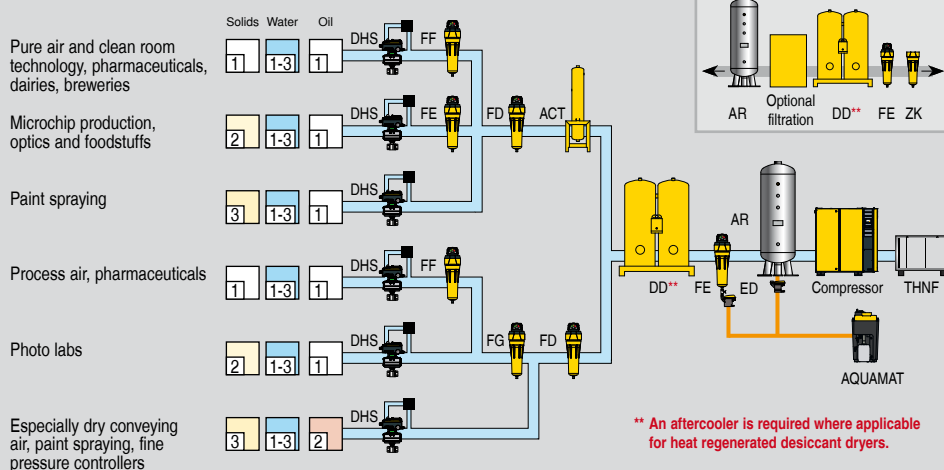 Solids Water Oil
Pure air and clean room
technology, pharmaceuticals,
dairies, breweries
1 1-3 1 DHS FF
Microchip production,
optics and foodstuffs
2 1-3 1 DHS FE FD ACT
Paint spraying
3 1-3 1 DHS
Process air, pharmaceuticals
1 1-3 1 DHS FF
Photo labs
2 1-3 1 DHS FG FD
Especially dry conveying
air, paint spraying, fine
pressure controllers
3 1-3 2 DHS
AR Optional
filtration DD** FE ZK
AR
DD** FE ED Compressor THNF
AQUAMAT
** An aftercooler is required where applicable
for heat regenerated desiccant dryers.